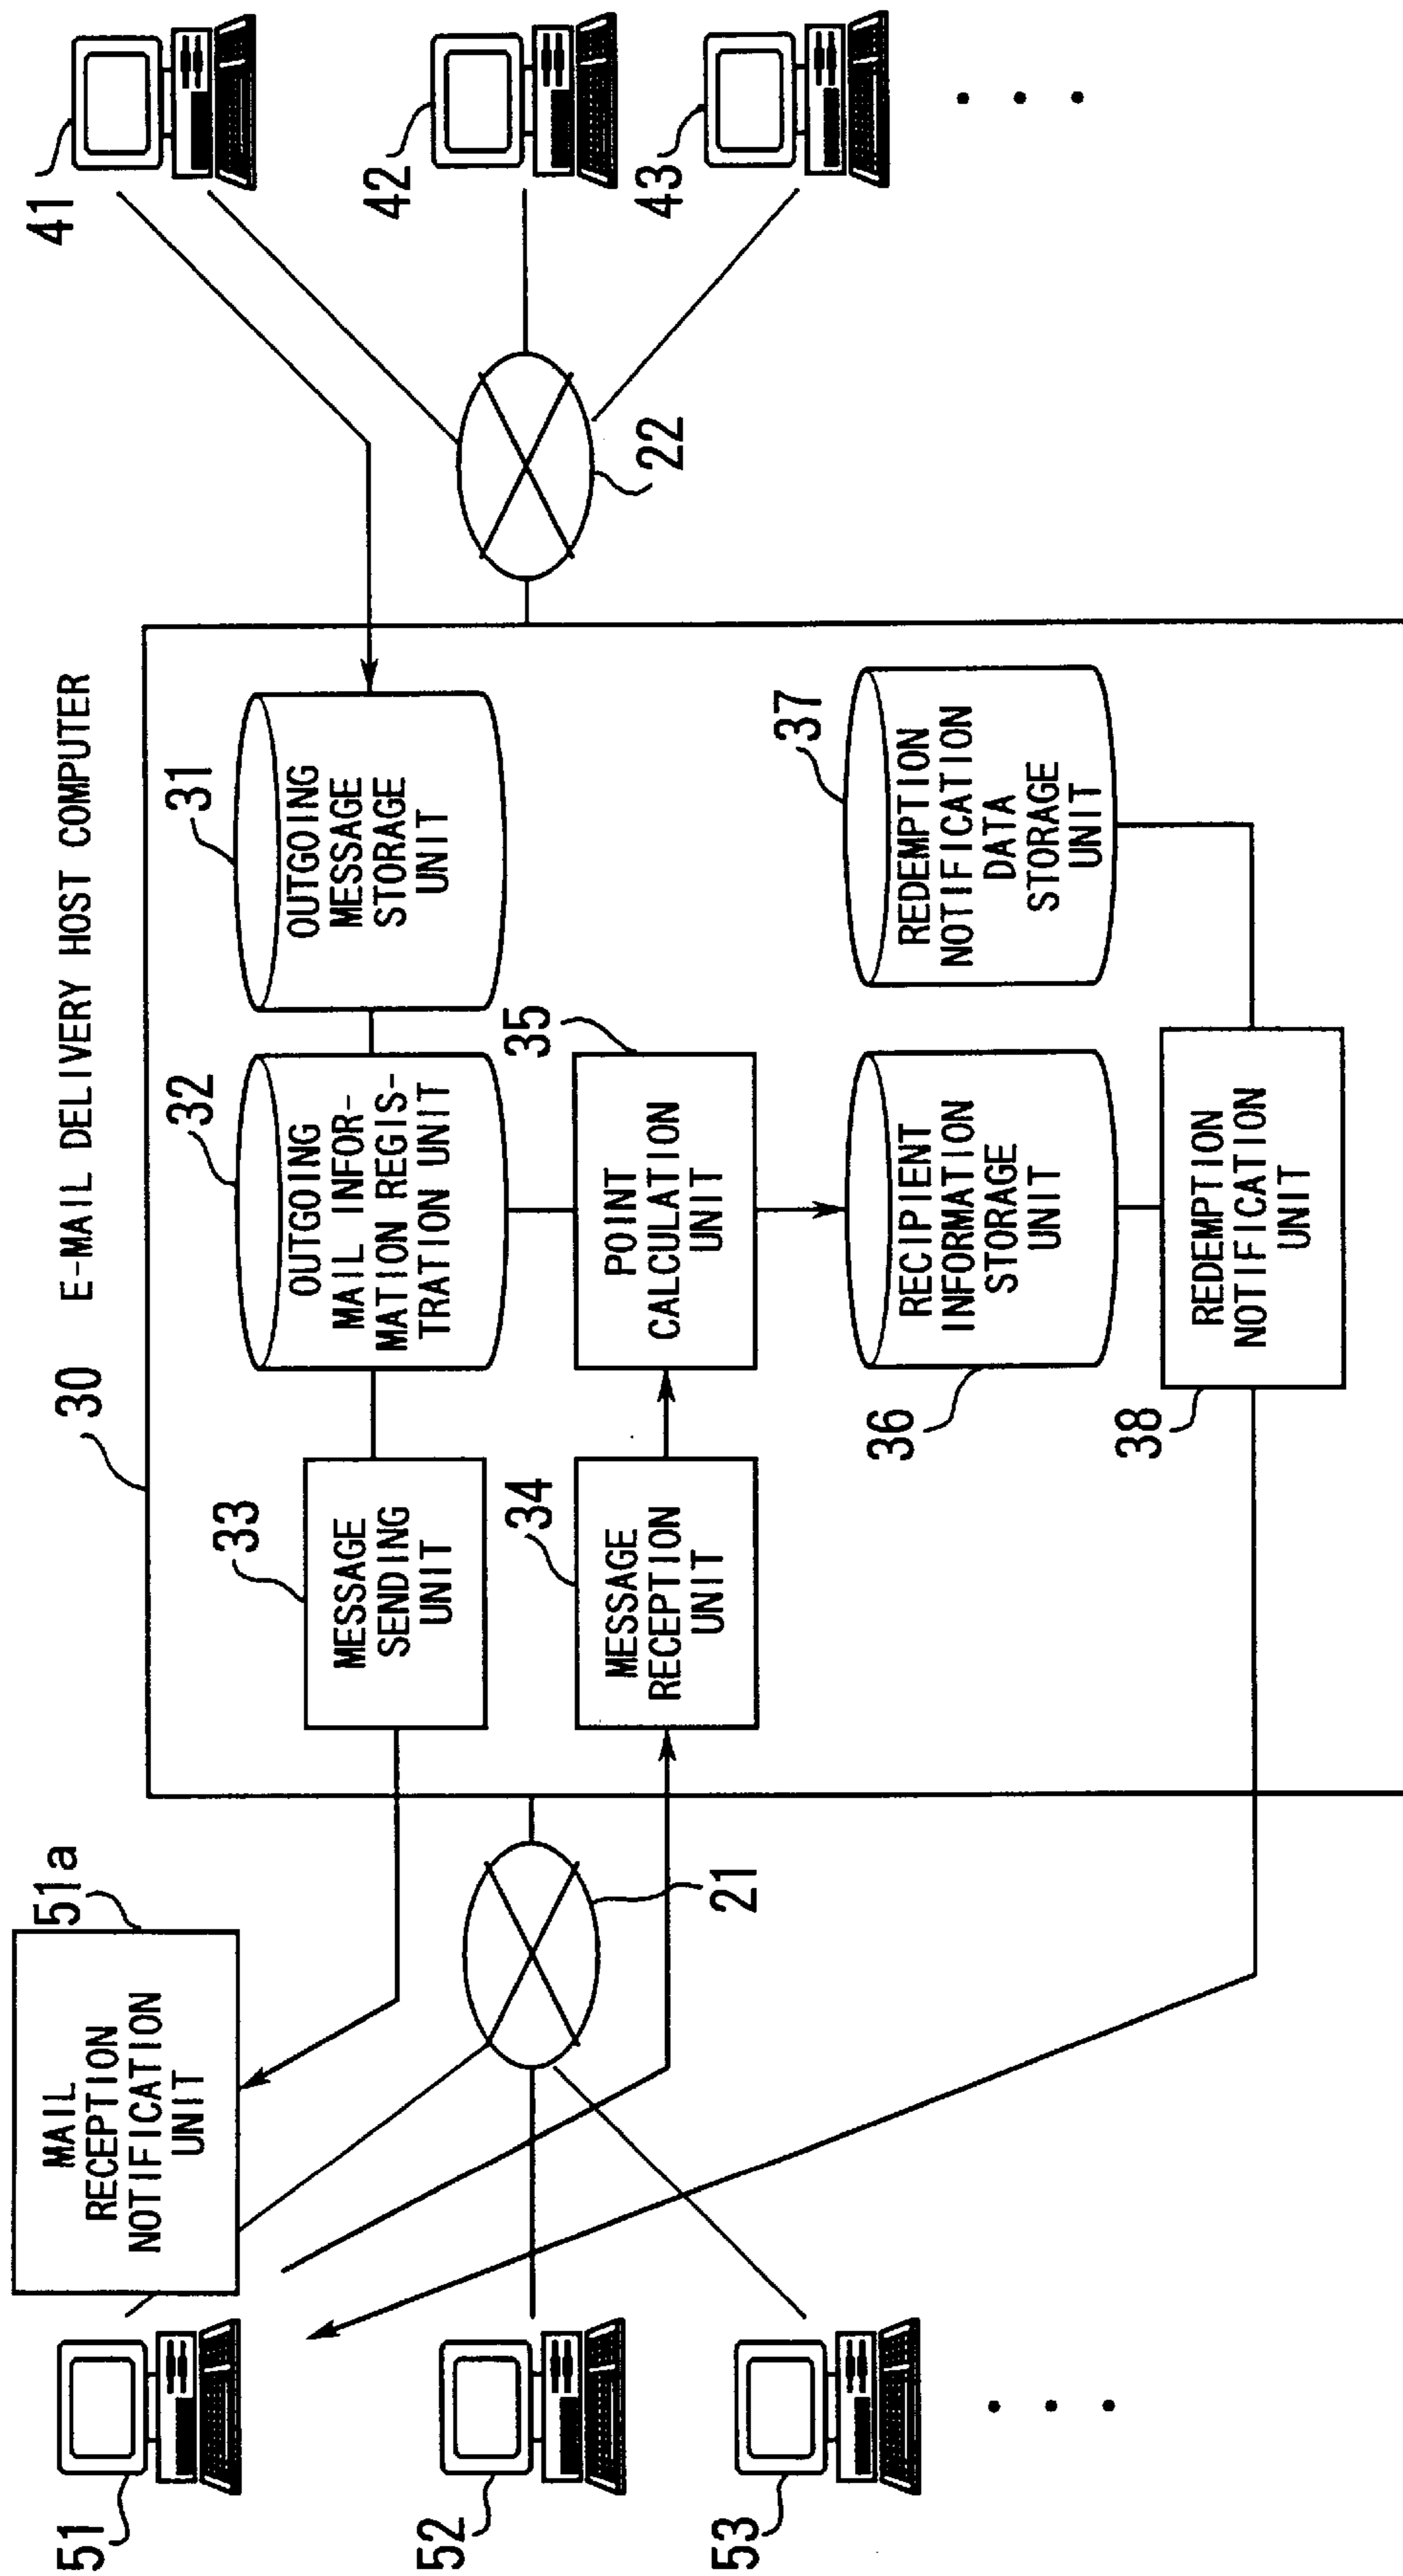 30
E-MAIL DELIVERY HOST COMPUTER
51
51a
MAIL
RECEPTION
NOTIFICATION
UNIT
33
MESSAGE
SENDING
UNIT
32
OUTGOING
MAIL INFOR-
MATION REGIS-
TRATION UNIT
31
OUTGOING
MESSAGE
STORAGE
UNIT
41
52
21
34
MESSAGE
RECEPTION
UNIT
35
POINT
CALCULATION
UNIT
22
42
53
36
RECIPIENT
INFORMATION
STORAGE
UNIT
37
REDEMPTION
NOTIFICATION
DATA
STORAGE
UNIT
43
38
REDEMPTION
NOTIFICATION
UNIT